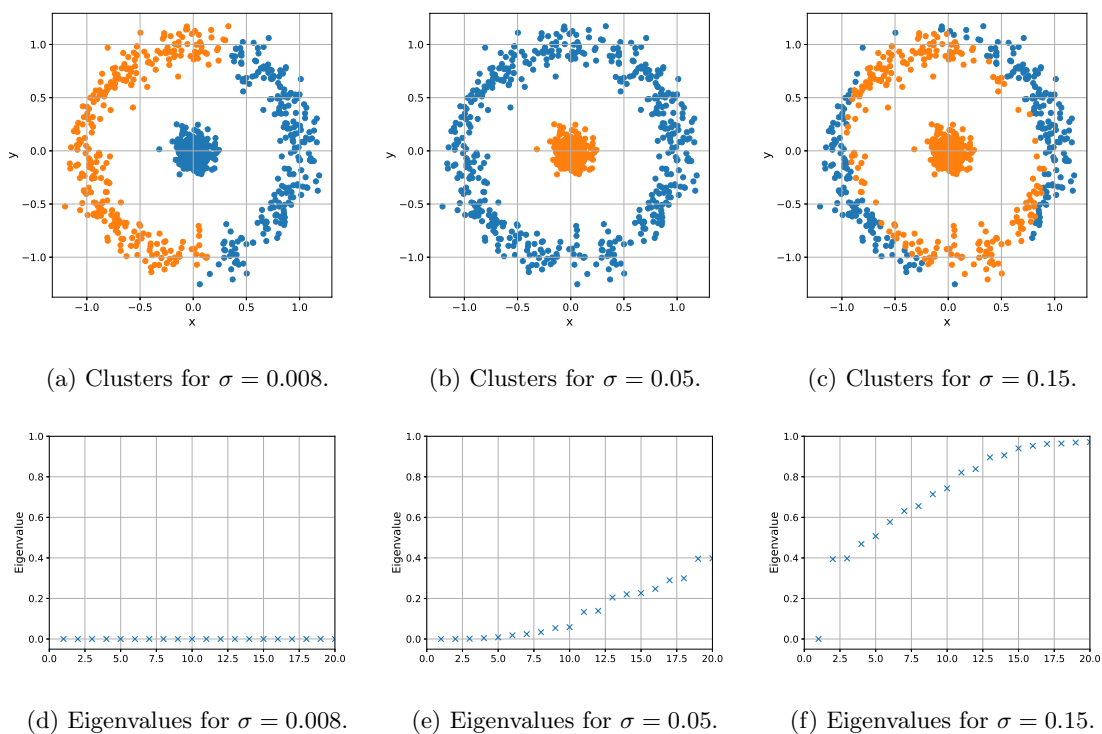 1.0
0.5
0.0
−0.5
−1.0
y
−1.0 −0.5 0.0 0.5 1.0
x
1.0
0.5
0.0
−0.5
−1.0
y
−1.0 −0.5 0.0 0.5 1.0
x
1.0
0.5
0.0
−0.5
−1.0
y
−1.0 −0.5 0.0 0.5 1.0
x
(a) Clusters for σ = 0.008.
(b) Clusters for σ = 0.05.
(c) Clusters for σ = 0.15.
1.0
0.8
0.6
0.4
0.2
0.0
Eigenvalue
0.0 2.5 5.0 7.5 10.0 12.5 15.0 17.5 20.0
1.0
0.8
0.6
0.4
0.2
0.0
Eigenvalue
0.0 2.5 5.0 7.5 10.0 12.5 15.0 17.5 20.0
1.0
0.8
0.6
0.4
0.2
0.0
Eigenvalue
0.0 2.5 5.0 7.5 10.0 12.5 15.0 17.5 20.0
(d) Eigenvalues for σ = 0.008.
(e) Eigenvalues for σ = 0.05.
(f) Eigenvalues for σ = 0.15.